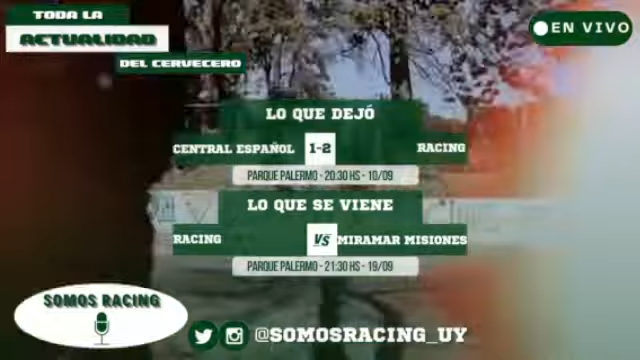 TODA LA
ACTUALIDAD
DEL CERVECERO
EN VIVO
LO QUE DEJÓ
CENTRAL ESPAÑOL 1-2 RACING
PARQUE PALERMO - 20:30 HS - 10/09
LO QUE SE VIENE
RACING VS MIRAMAR MISIONES
PARQUE PALERMO - 21:30 HS - 19/09
SOMOS RACING
@SOMOSRACING_UY